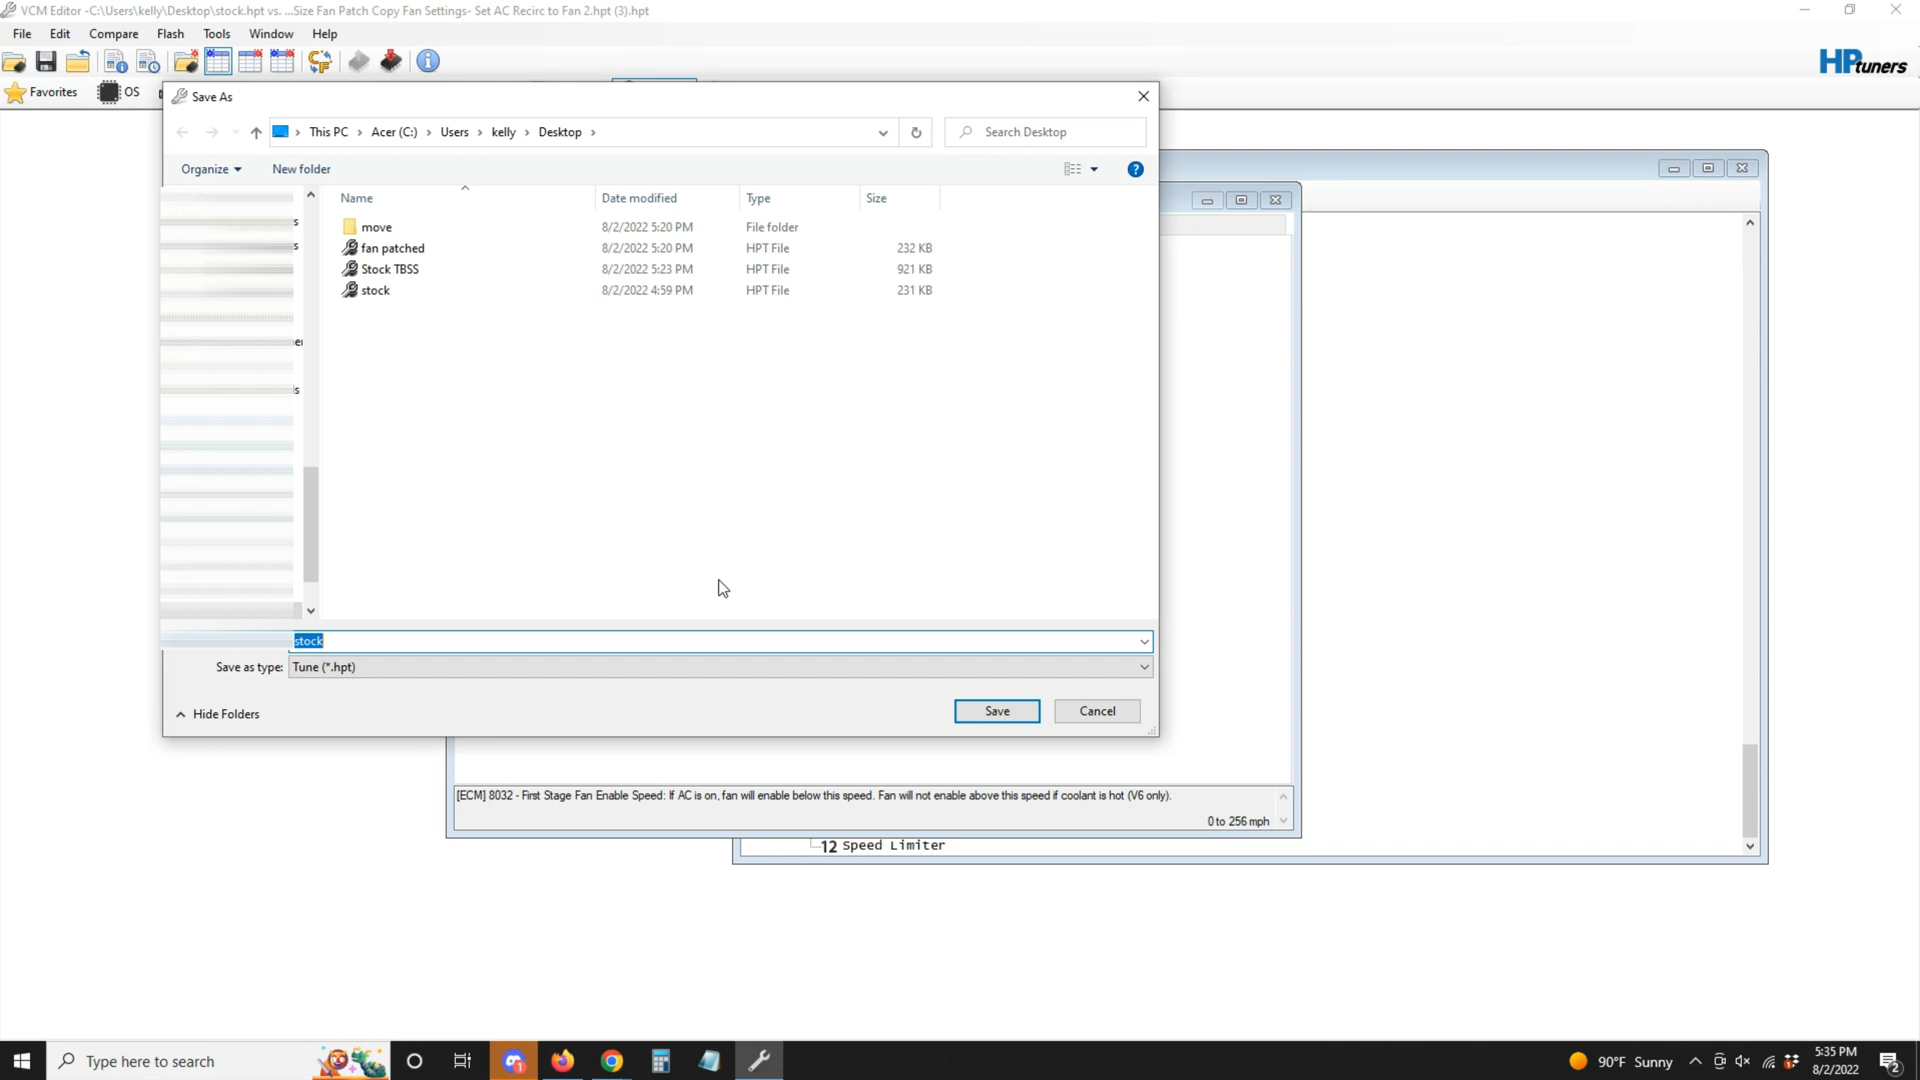 VCM Editor -C:\Users\kelly\Desktop\stock.hpt vs. ...Size Fan Patch Copy Fan Settings- Set AC Recirc to Fan 2.hpt (3).hpt
File Edit Compare Flash Tools Window Help
HPtuners
Favorites OS
Save As
This PC Acer (C:) Users kelly Desktop
Search Desktop
Organize New folder
Name Date modified Type Size
move 8/2/2022 5:20 PM File folder
fan patched 8/2/2022 5:20 PM HPT File 232 KB
Stock TBSS 8/2/2022 5:23 PM HPT File 921 KB
stock 8/2/2022 4:59 PM HPT File 231 KB
stock
Save as type: Tune (*.hpt)
Hide Folders Save Cancel
[ECM] 8032 - First Stage Fan Enable Speed: If AC is on, fan will enable below this speed. Fan will not enable above this speed if coolant is hot (V6 only).
0 to 256 mph
12 Speed Limiter
Type here to search
90°F Sunny
5:35 PM
8/2/2022
1
2